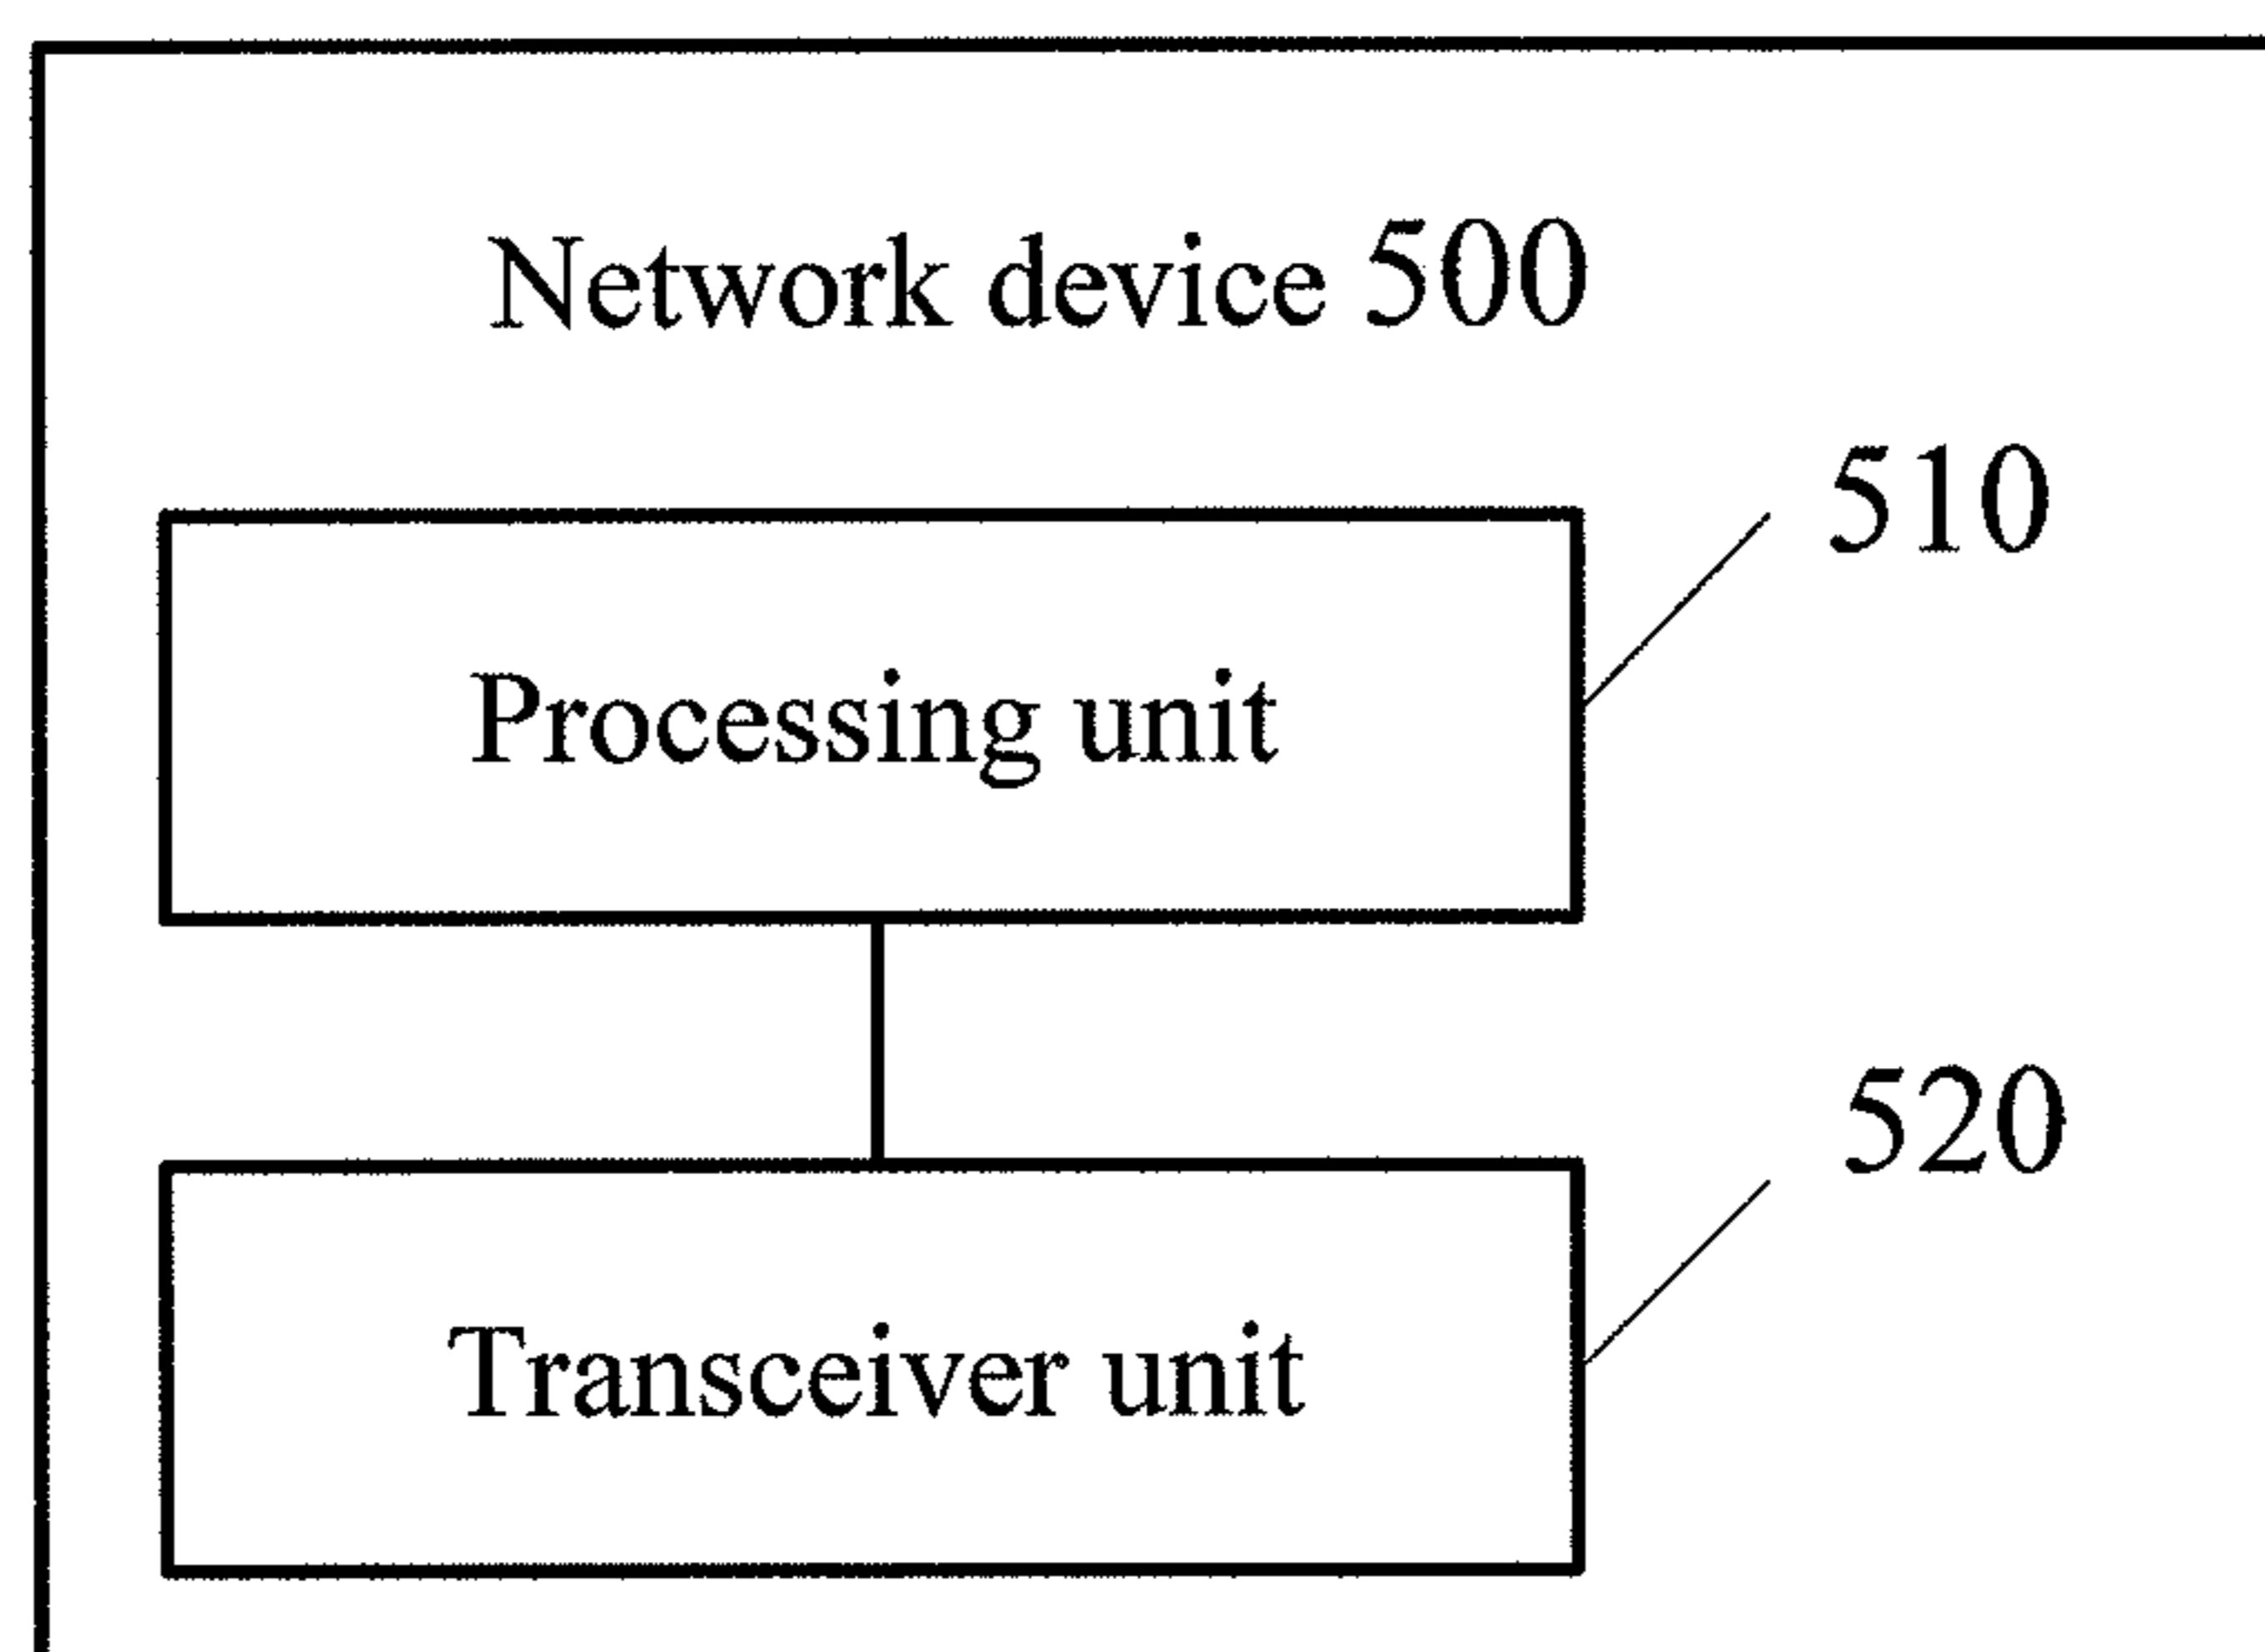 Network device 500
510
Processing unit
520
Transceiver unit